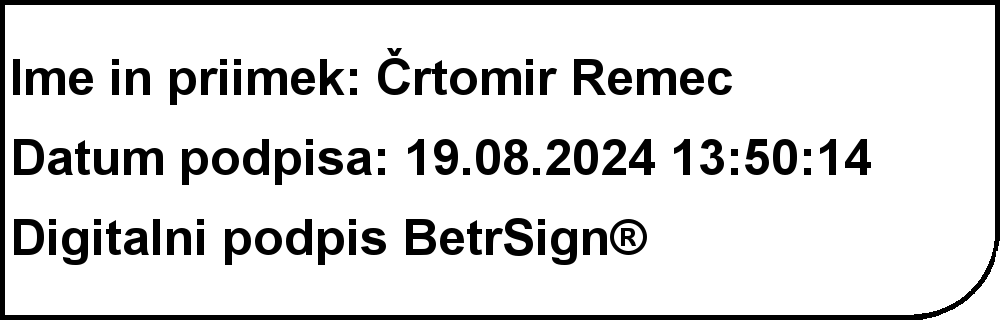 Ime in priimek: Črtomir Remec
Datum podpisa: 19.08.2024 13:50:14
Digitalni podpis BetrSign®